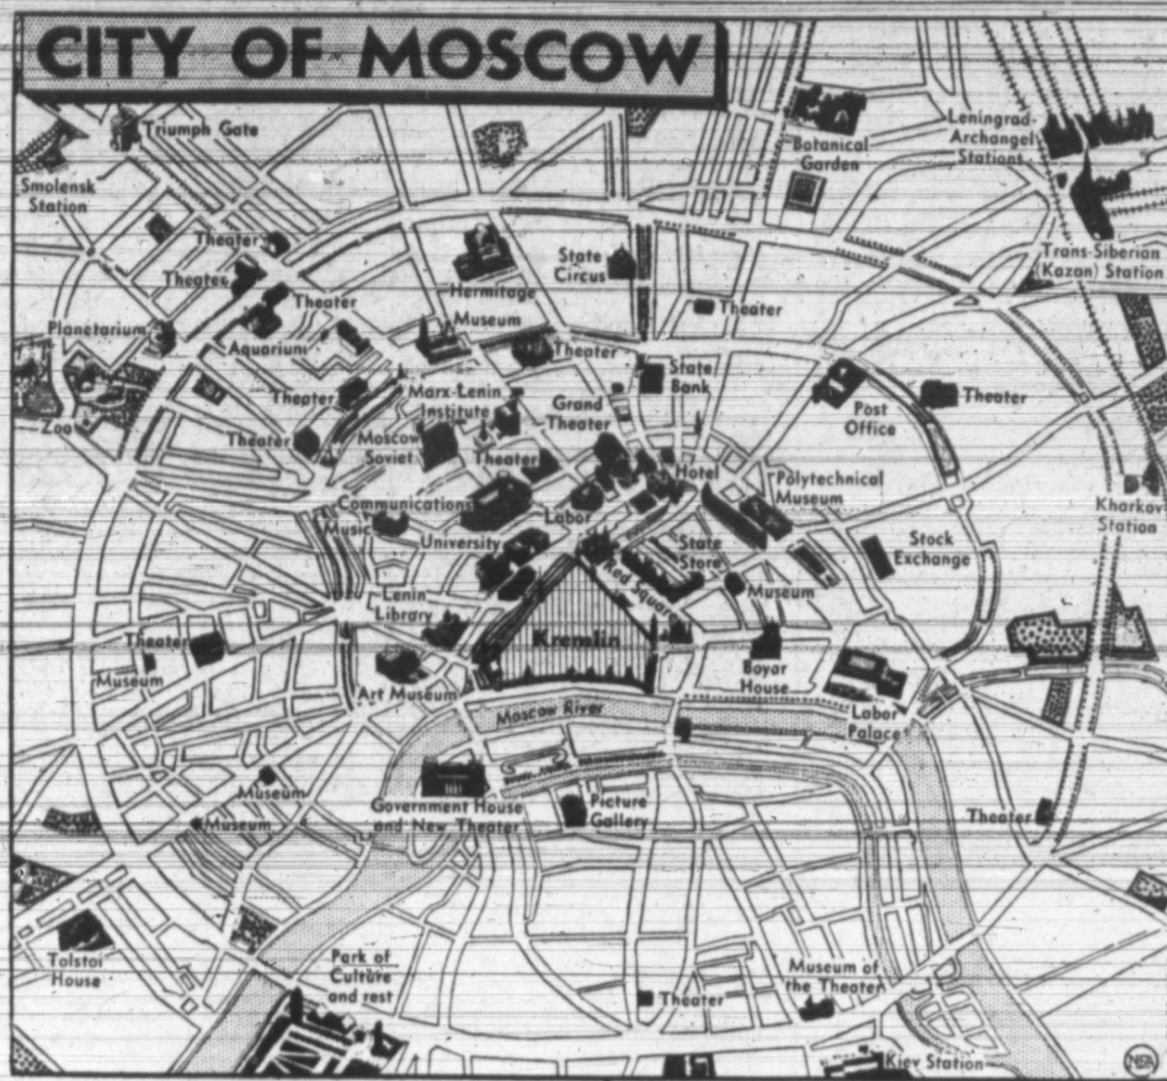 CITY OF MOSCOW
Triumph Gate
Smolensk
Station
Botanical
Garden
Leningrad-
Archangel
Stations
Trans-Siberian
(Kazan) Station
Theater
Theater
Theater
Planetarium
Aquarium
Zoo
Hermitage
State
Circus
Museum
Theater
Theater
State
Bank
Marx-Lenin
Institute
Grand
Theater
Theater
Theater
Moscow
Soviet
Theater
Post
Office
Theater
Hotel
Polytechnical
Museum
Kharkov
Station
Communications
Music
Labor
University
State
Store
Stock
Exchange
Red Square
Museum
Lenin
Library
Kremlin
Theater
Museum
Art Museum
Boyar
House
Labor
Palace
Moscow River
Museum
Museum
Government House
and New Theater
Picture
Gallery
Theater
Tolstoi
House
Park of
Culture
and rest
Theater
Museum of
the Theater
Kiev Station
NEA